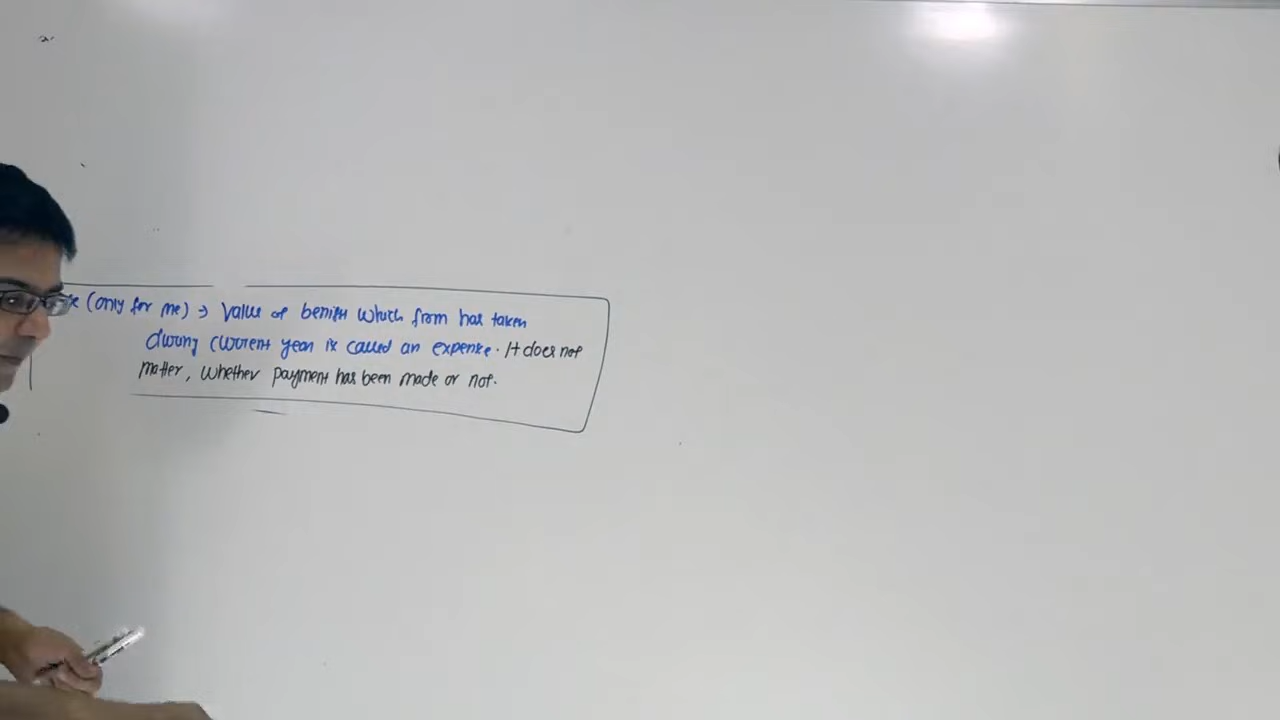 (only for me) → Value of benifit which from has taken
during current year is called an expense. It does not
matter, whether payment has been made or not.